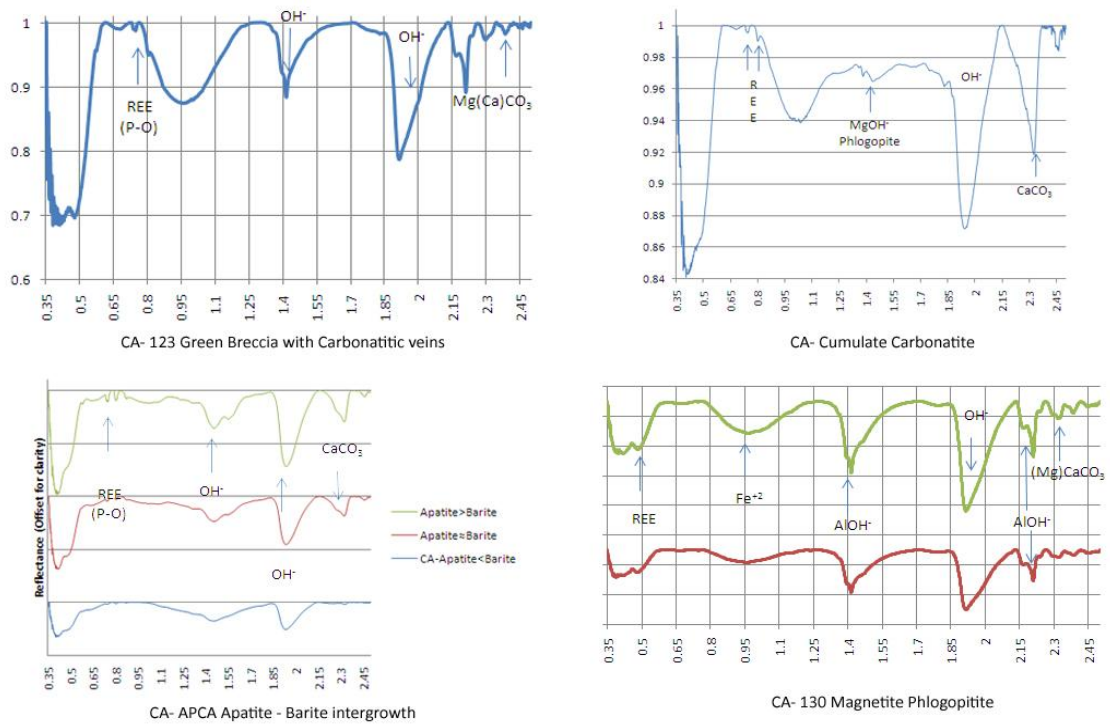 1
0.9
0.8
0.7
0.6
OH-
OH-
REE
(P-O)
Mg(Ca)CO3
0.35
0.5
0.65
0.8
0.95
1.1
1.25
1.4
1.55
1.7
1.85
2
2.15
2.3
2.45
CA- 123 Green Breccia with Carbonatitic veins
1
0.98
0.96
0.94
0.92
0.9
0.88
0.86
0.84
R
E
E
MgOH-
Phlogopite
OH-
CaCO3
0.35
0.5
0.65
0.8
0.95
1.1
1.25
1.4
1.55
1.7
1.85
2
2.15
2.3
2.45
CA- Cumulate Carbonatite
Reflectance (Offset for clarity)
REE
(P-O)
OH-
CaCO3
OH-
Apatite>Barite
Apatite≈Barite
CA-Apatite<Barite
0.35
0.5
0.65
0.8
0.95
1.1
1.25
1.4
1.55
1.7
1.85
2
2.15
2.3
2.45
CA- APCA Apatite - Barite intergrowth
REE
Fe+2
AlOH-
OH-
(Mg)CaCO3
AlOH-
0.35
0.5
0.65
0.8
0.95
1.1
1.25
1.4
1.55
1.7
1.85
2
2.15
2.3
2.45
CA- 130 Magnetite Phlogopitite